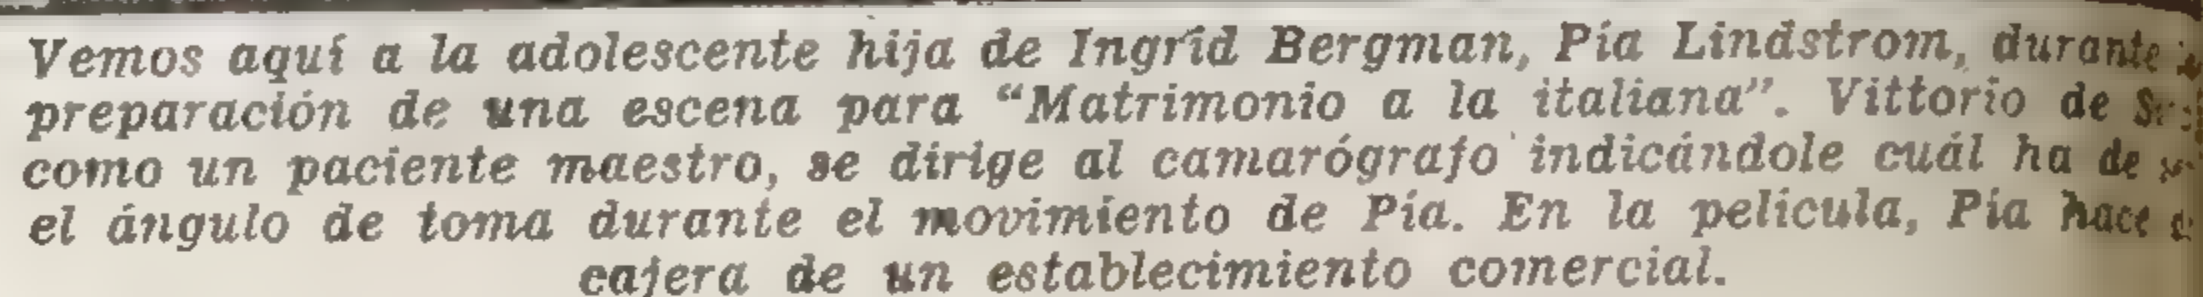 Vemos aquí a la adolescente hija de Ingrid Bergman, Pía Lindstrom, durante
preparación de una escena para “Matrimonio a la italiana”. Vittorio de
como un paciente maestro, se dirige al camarógrafo indicándole cuál ha de
el ángulo de toma durante el movimiento de Pía. En la película, Pía hace
cajera de un establecimiento comercial.